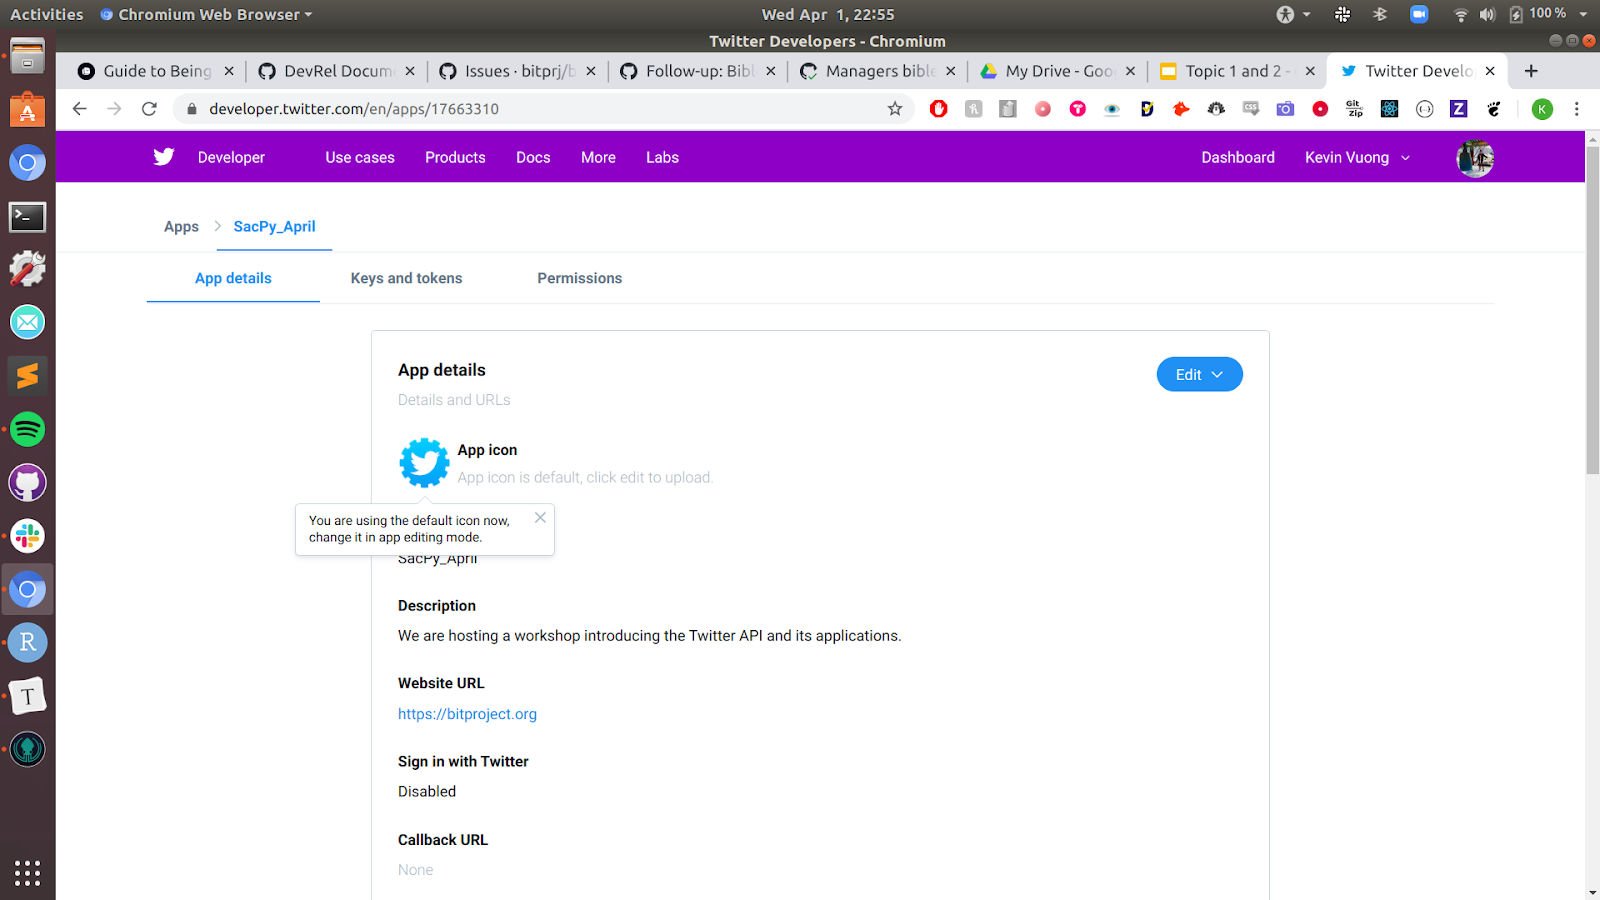 Activities
Chromium Web Browser
Wed Apr 1, 22:55
100 %
Twitter Developers - Chromium
Guide to Being
DevRel Docum
Issues · bitprj/b
Follow-up: Bibl
Managers bible
My Drive - Goo
Topic 1 and 2 -
Twitter Develo
developer.twitter.com/en/apps/17663310
Git
Zip
CSS
K
Developer
Use cases
Products
Docs
More
Labs
Dashboard
Kevin Vuong
Apps
SacPy_April
App details
Keys and tokens
Permissions
App details
Edit
Details and URLs
App icon
App icon is default, click edit to upload.
You are using the default icon now,
change it in app editing mode.
SacPy_April
Description
We are hosting a workshop introducing the Twitter API and its applications.
Website URL
https://bitproject.org
Sign in with Twitter
Disabled
Callback URL
None